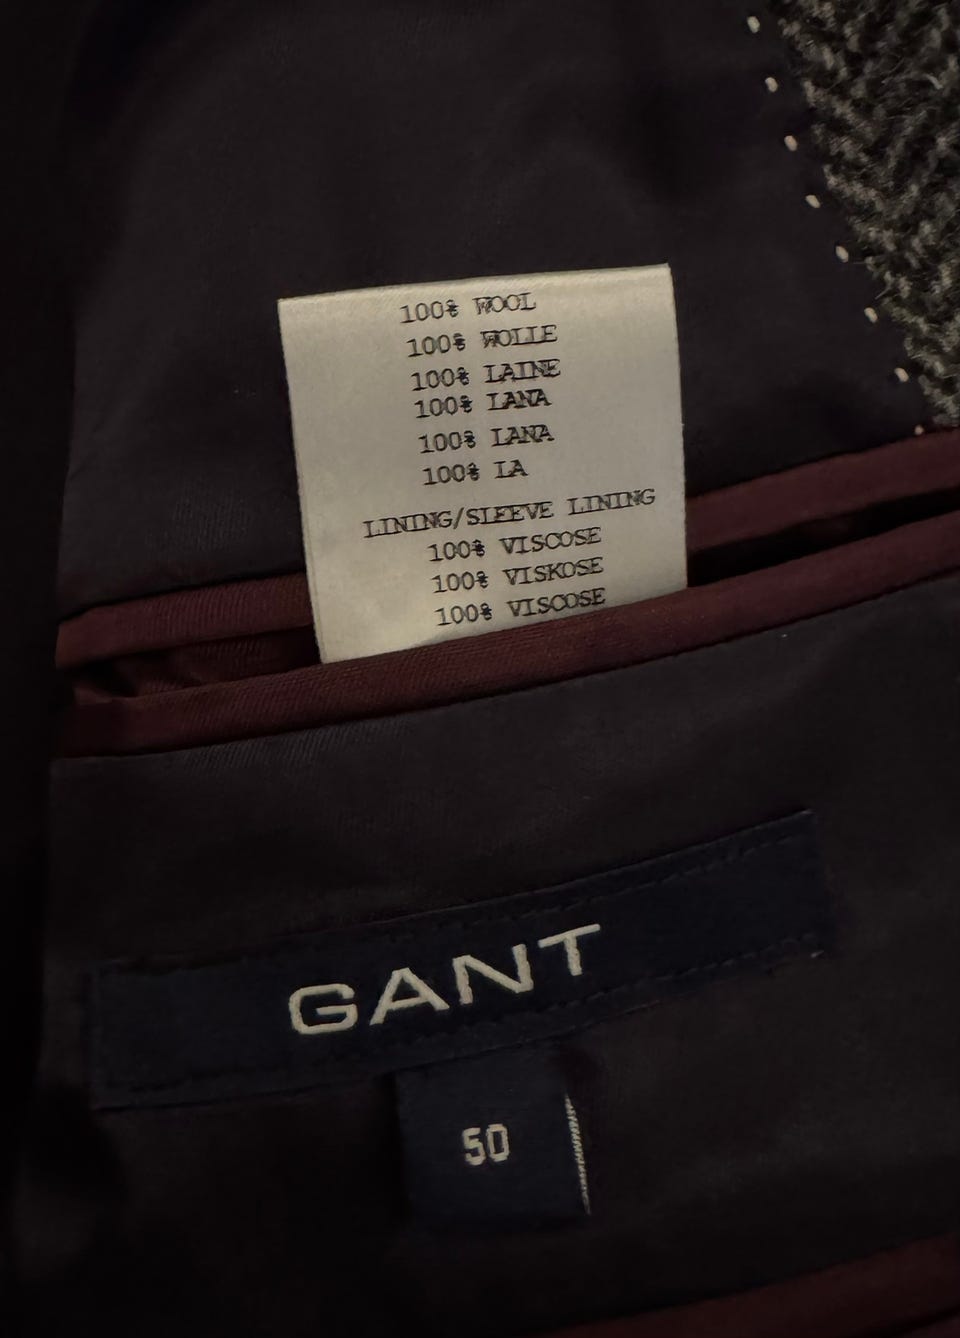 100% WOOL
100% WOLLE
100% LAINE
100% LANA
100% LANA
100% LA
LINING/SLEEVE LINING
100% VISCOSE
100% VISKOSE
100% VISCOSE
GANT
50